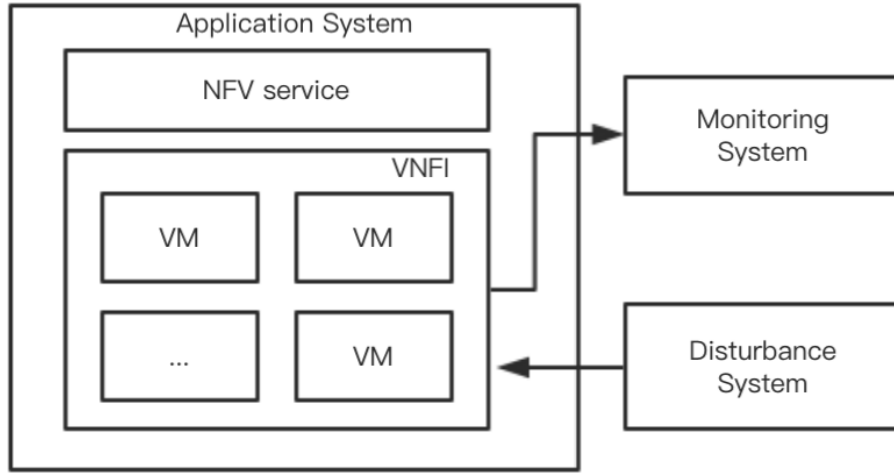 Application System
NFV service
VNFI
VM
VM
...
VM
Monitoring
System
Disturbance
System